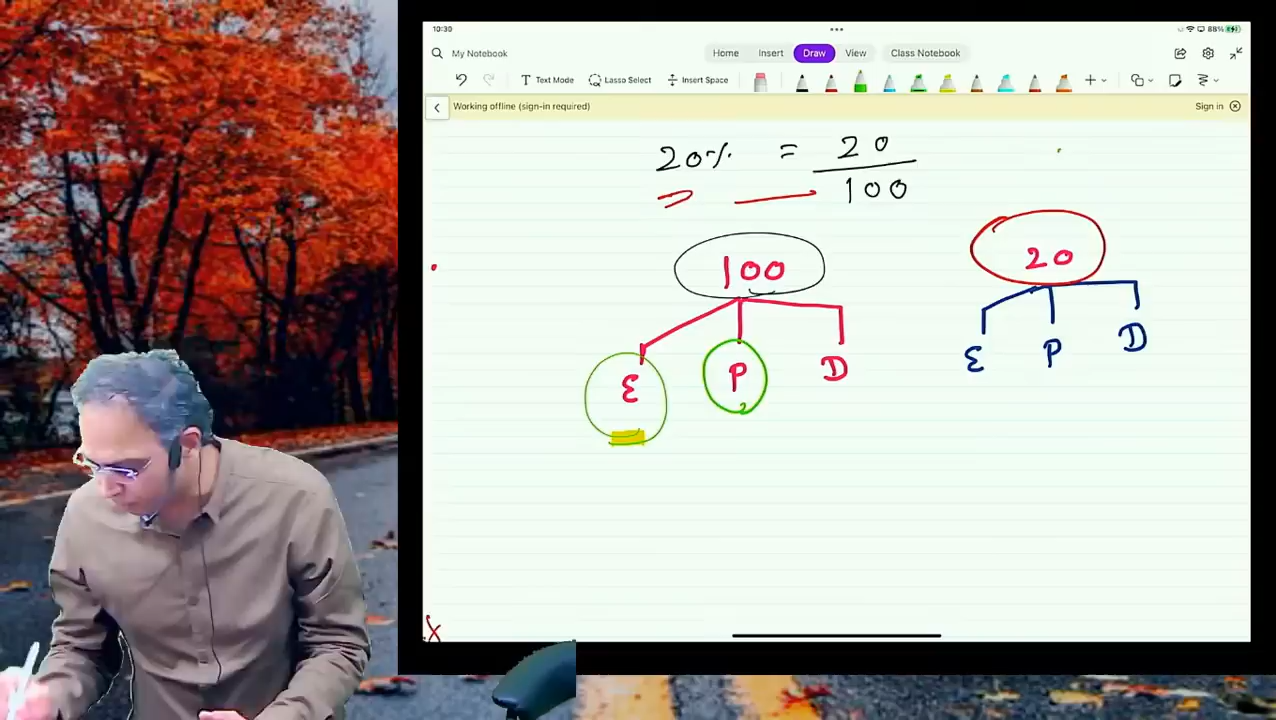 10:30
88%
My Notebook
Home Insert Draw View Class Notebook
Text Mode Lasso Select Insert Space
Working offline (sign-in required) Sign in
20% = 20
100
100 20
E P D E P D
x